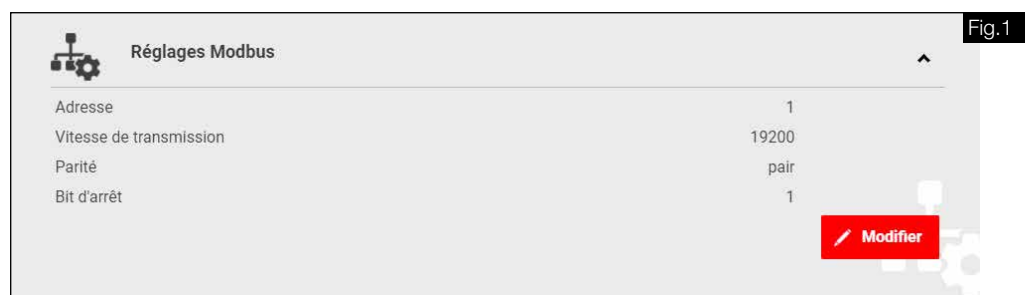 Fig.1
Réglages Modbus
Adresse 1
Vitesse de transmission 19200
Parité pair
Bit d'arrêt 1
Modifier